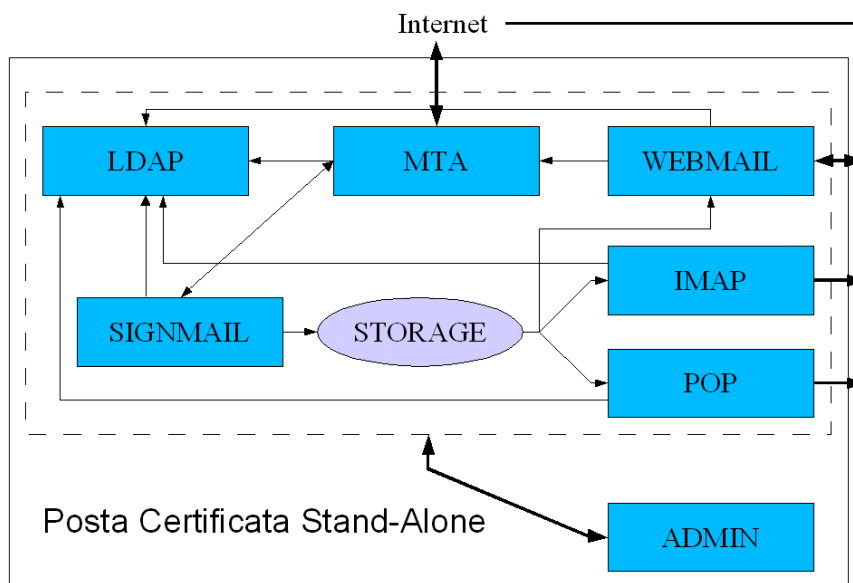 Internet
LDAP
MTA
WEBMAIL
IMAP
SIGNMAIL
STORAGE
POP
Posta Certificata Stand-Alone
ADMIN